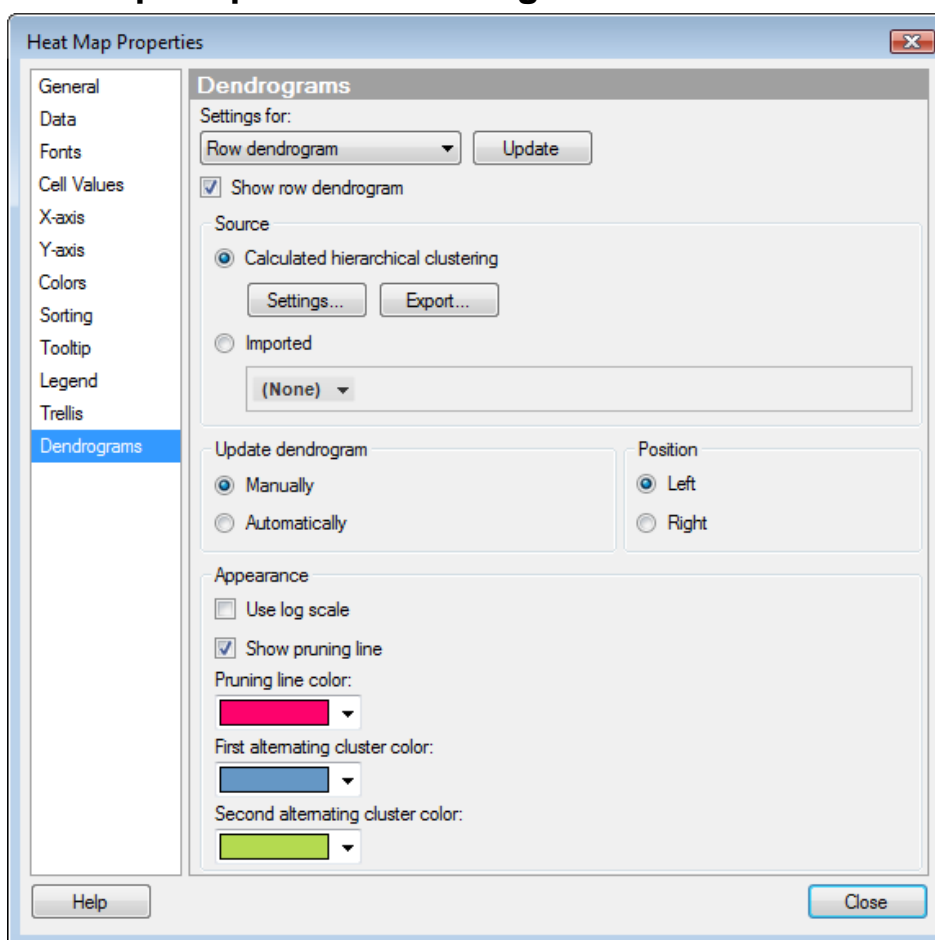 Heat Map Properties
General
Data
Fonts
Cell Values
X-axis
Y-axis
Colors
Sorting
Tooltip
Legend
Trellis
Dendrograms
Dendrograms
Settings for:
Row dendrogram
Update
Show row dendrogram
Source
Calculated hierarchical clustering
Settings...
Export...
Imported
(None)
Update dendrogram
Manually
Automatically
Position
Left
Right
Appearance
Use log scale
Show pruning line
Pruning line color:
First alternating cluster color:
Second alternating cluster color:
Help
Close